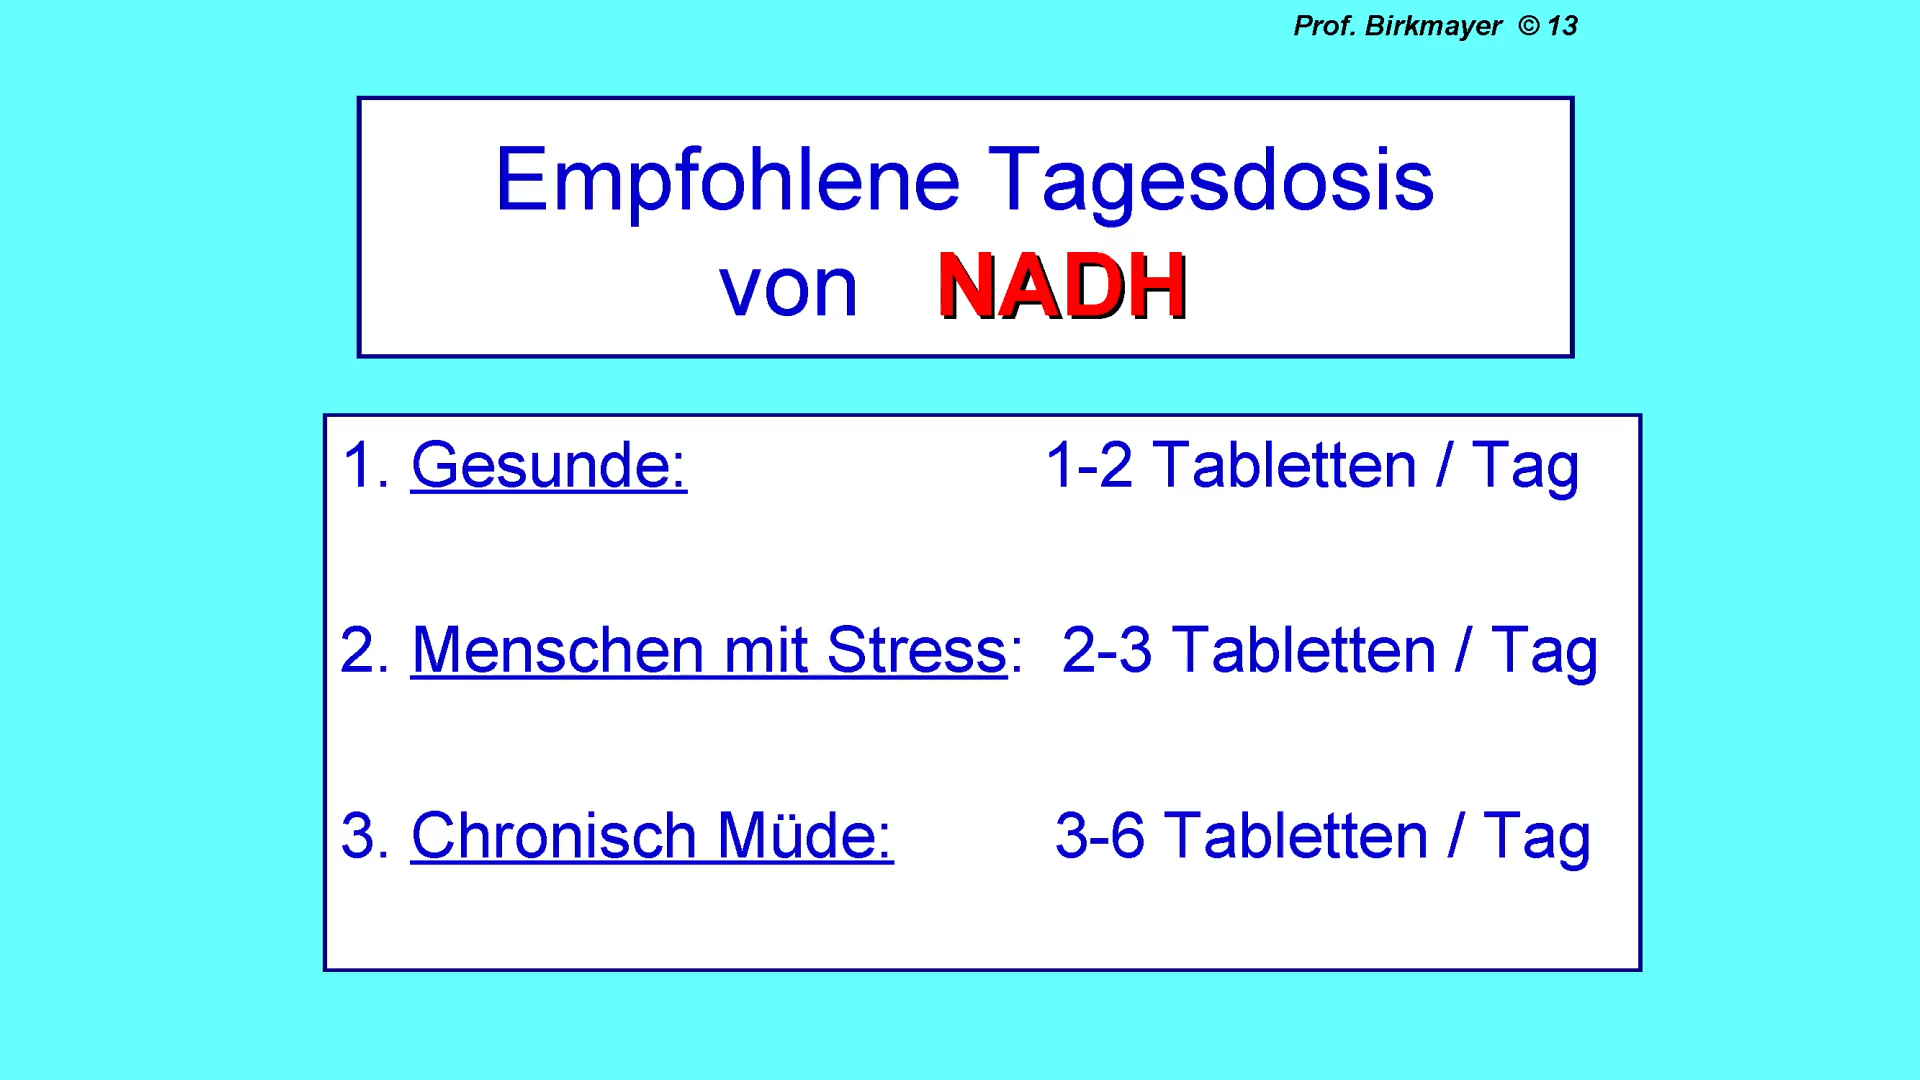 Prof. Birkmayer © 13
Empfohlene Tagesdosis
von NADH
1. Gesunde: 1-2 Tabletten / Tag
2. Menschen mit Stress: 2-3 Tabletten / Tag
3. Chronisch Müde: 3-6 Tabletten / Tag